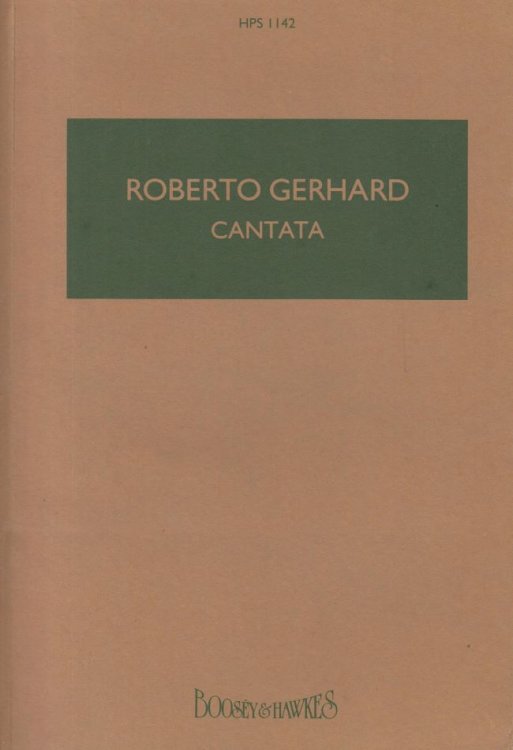 HPS 1142
ROBERTO GERHARD
CANTATA
BOOSEY & HAWKES